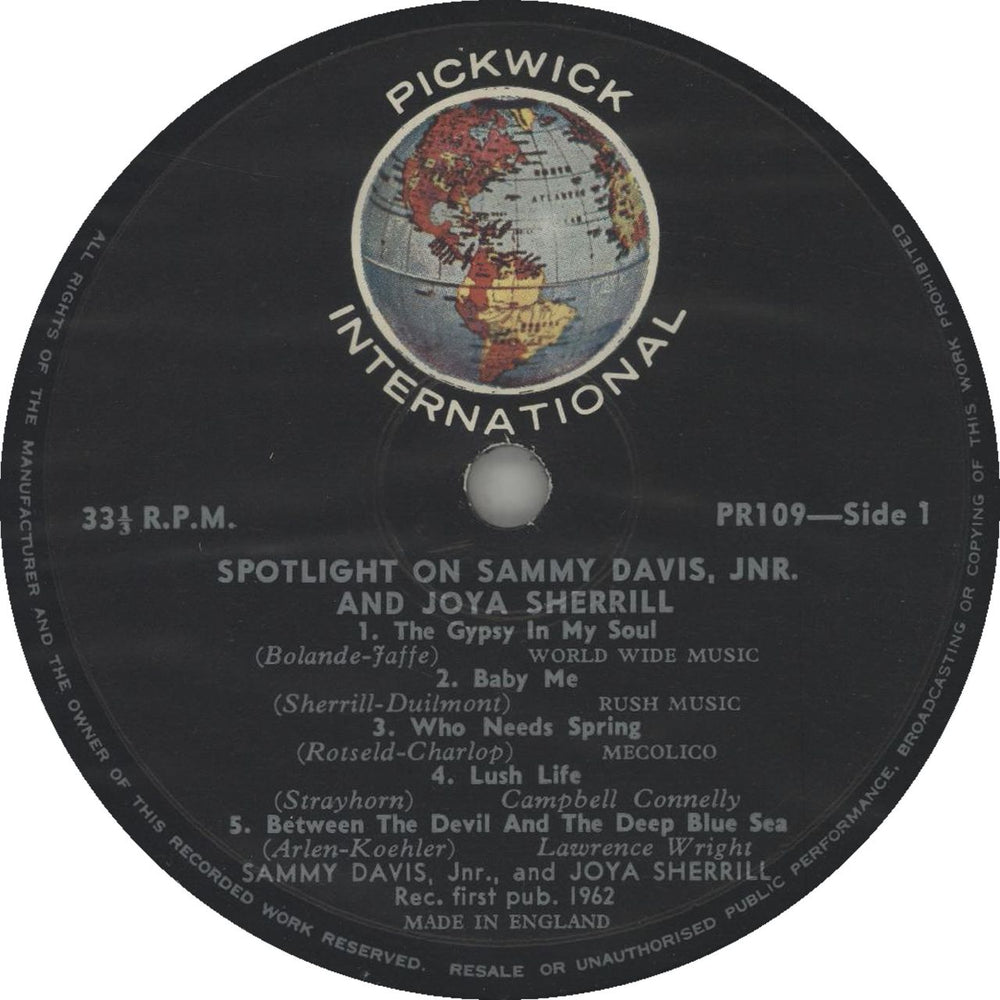 PICKWICK
NORTH
ATLANTIC
INTERNATIONAL
33⅓ R.P.M.
PR109—Side 1
SPOTLIGHT ON SAMMY DAVIS, JNR.
AND JOYA SHERRILL
1. The Gypsy In My Soul
(Bolande-Jaffe) WORLD WIDE MUSIC
2. Baby Me
(Sherrill-Duilmont) RUSH MUSIC
3. Who Needs Spring
(Rotseld-Charlop) MECOLICO
4. Lush Life
(Strayhorn) Campbell Connelly
5. Between The Devil And The Deep Blue Sea
(Arlen-Koehler) Lawrence Wright
SAMMY DAVIS, Jnr., and JOYA SHERRILL
Rec. first pub. 1962
MADE IN ENGLAND
ALL RIGHTS OF THE MANUFACTURER AND THE OWNER OF THIS RECORDED WORK RESERVED. RESALE OR UNAUTHORISED PUBLIC PERFORMANCE, BROADCASTING OR COPYING OF THIS WORK PROHIBITED